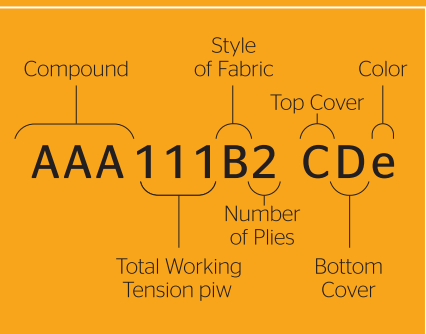 Style
of Fabric
Compound
Color
Top Cover
AAA111B2 CDe
Number
of Plies
Total Working
Tension piw
Bottom
Cover